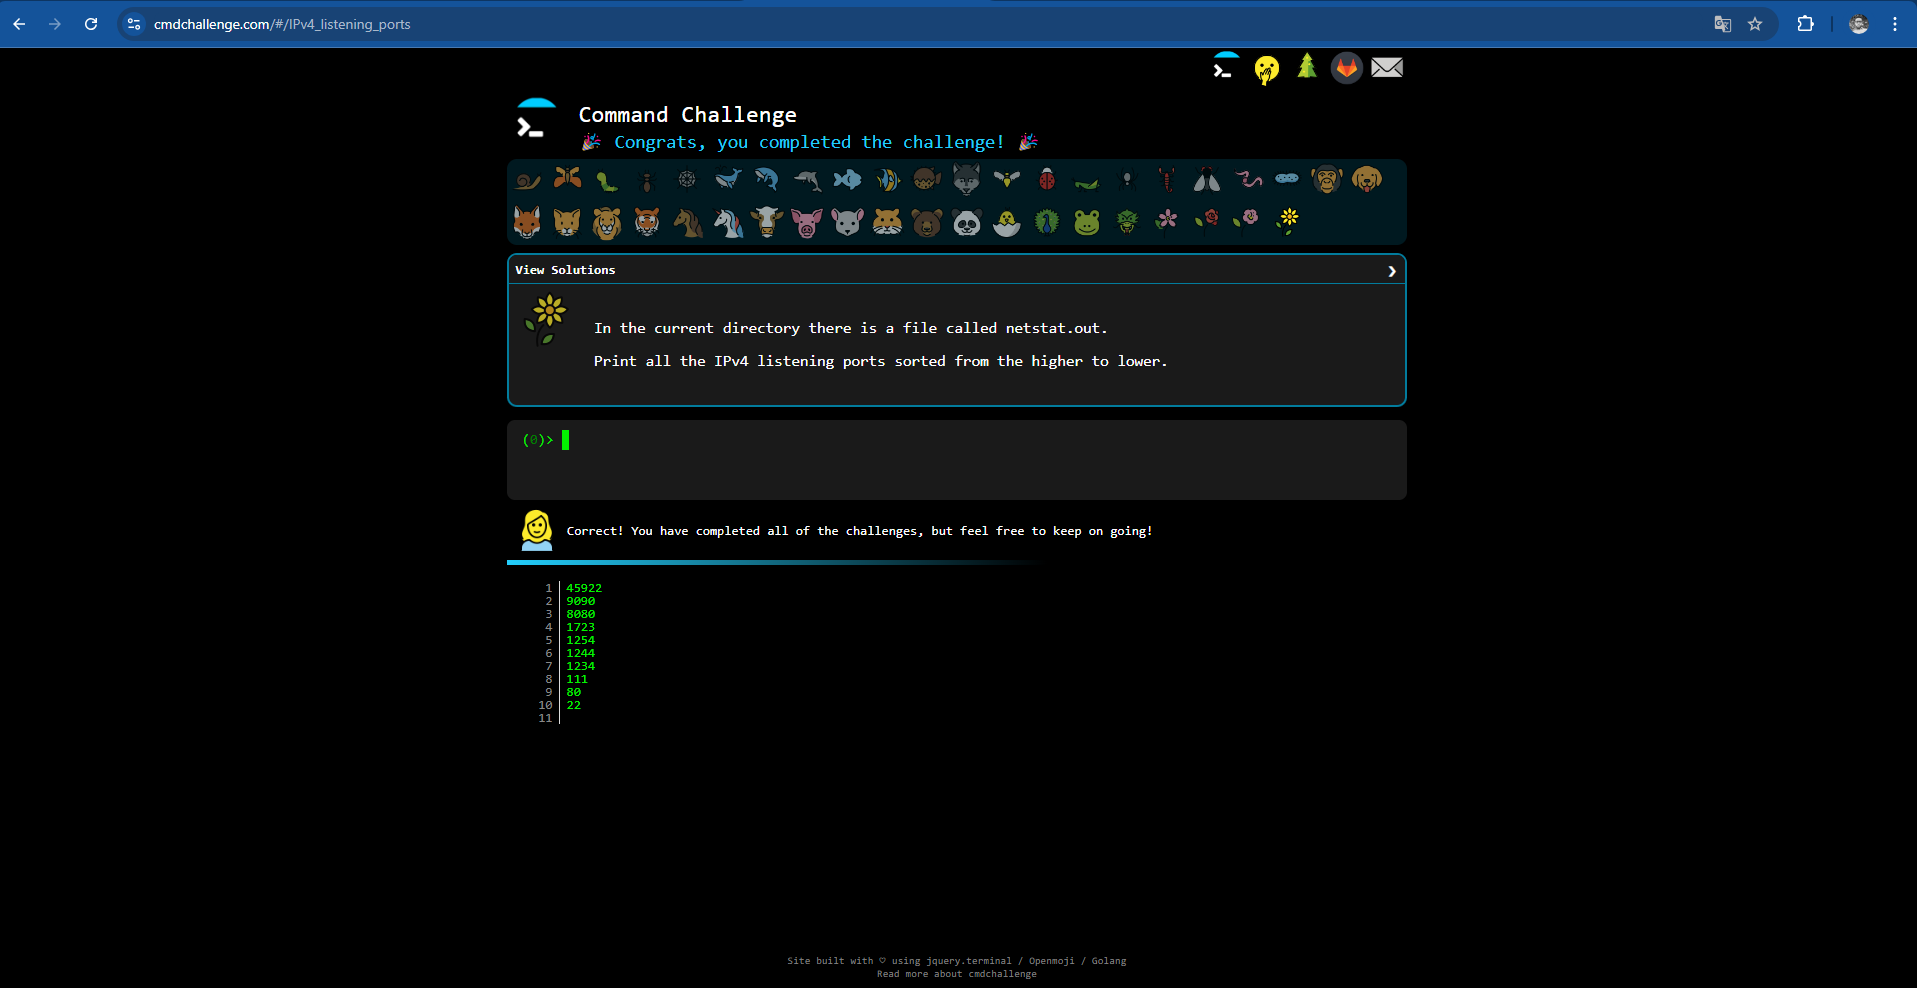 cmdchallenge.com/#/IPv4_listening_ports
Command Challenge
🎉 Congrats, you completed the challenge! 🎉
View Solutions
In the current directory there is a file called netstat.out.
Print all the IPv4 listening ports sorted from the higher to lower.
(0)>
Correct! You have completed all of the challenges, but feel free to keep on going!
1 45922
2 9090
3 8080
4 1723
5 1254
6 1244
7 1234
8 111
9 80
10 22
11
Site built with ♡ using jquery.terminal / Openmoji / Golang
Read more about cmdchallenge